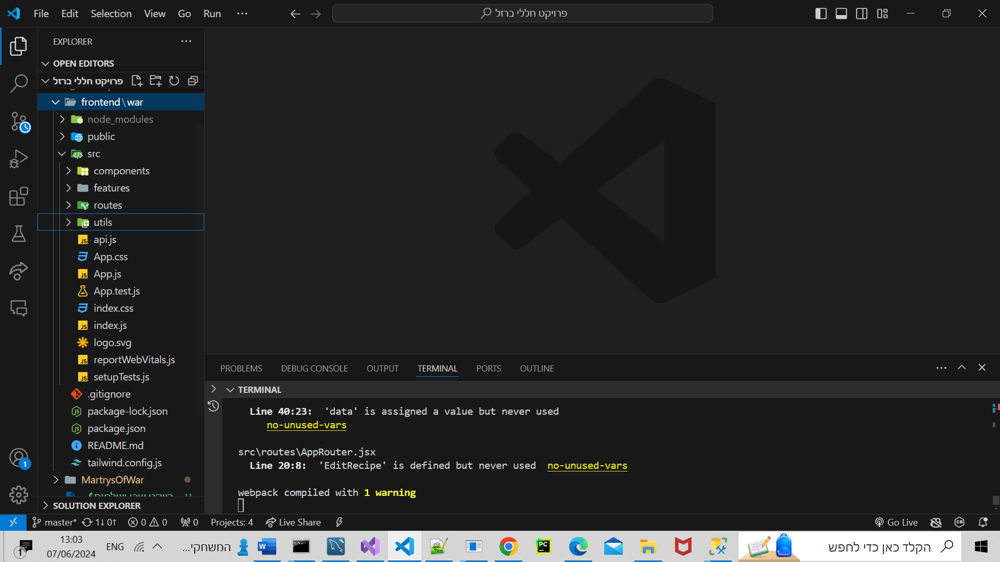 File Edit Selection View Go Run ···
פרויקט חללי ברזל
EXPLORER
OPEN EDITORS
פרויקט חללי ברזל
frontend\war
node_modules
public
src
components
features
routes
utils
api.js
App.css
App.js
App.test.js
index.css
index.js
logo.svg
reportWebVitals.js
setupTests.js
.gitignore
package-lock.json
package.json
README.md
tailwind.config.js
MartrysOfWar
SOLUTION EXPLORER
1
PROBLEMS DEBUG CONSOLE OUTPUT TERMINAL PORTS OUTLINE
TERMINAL
Line 40:23: 'data' is assigned a value but never used
no-unused-vars
src\routes\AppRouter.jsx
Line 20:8: 'EditRecipe' is defined but never used no-unused-vars
webpack compiled with 1 warning
master* 1↓ 0↑ 0 0 0 Projects: 4 Live Share Go Live
1
13:03
07/06/2024
ENG
המשחקי...
הקלד כאן כדי לחפש